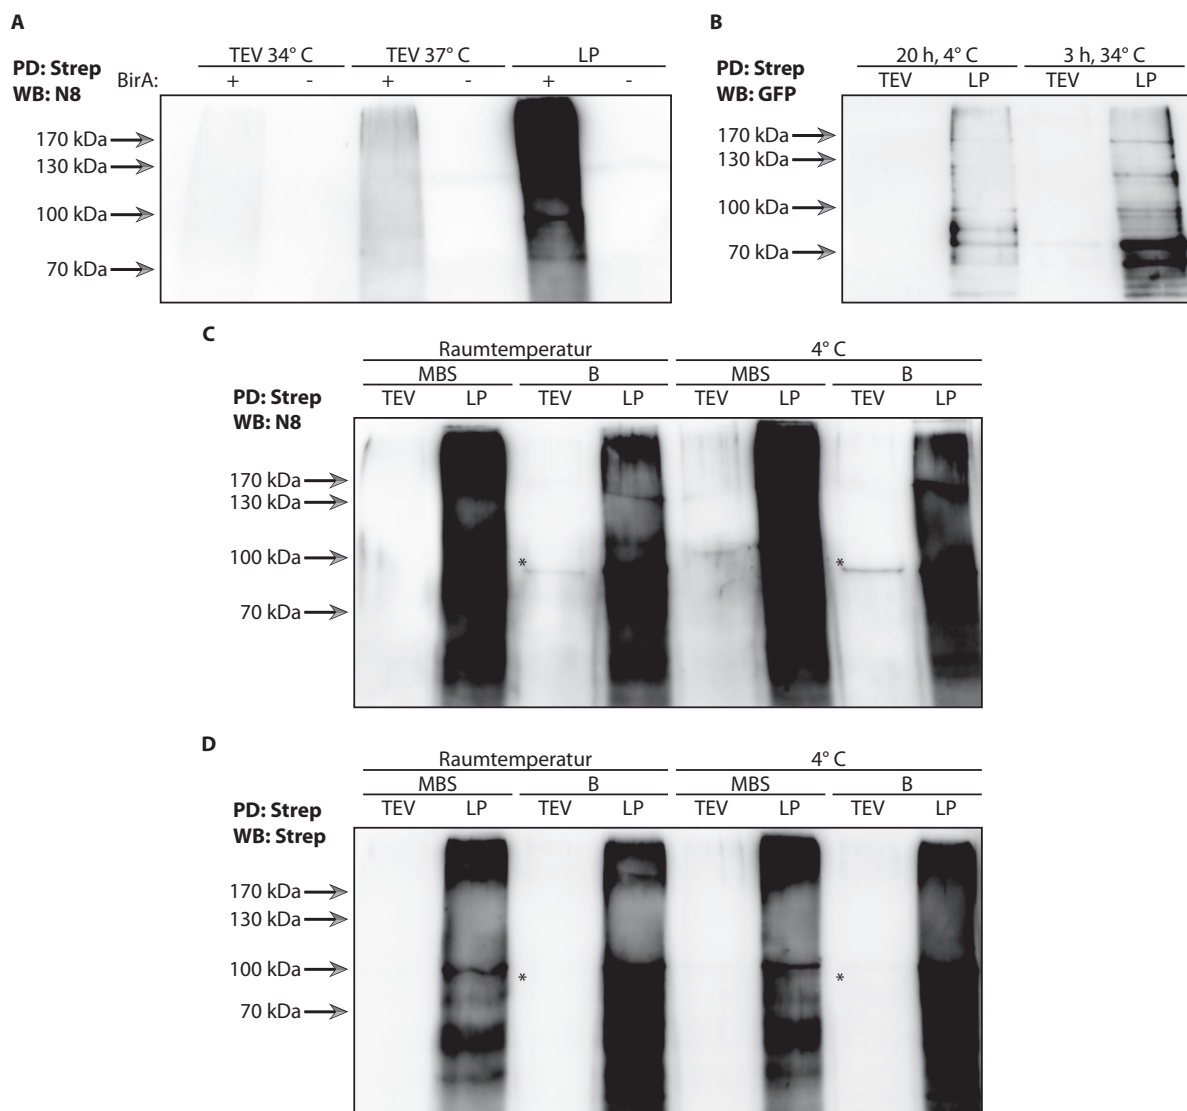 A
TEV 34° C TEV 37° C LP
PD: Strep
WB: N8
BirA: + - + - + -
170 kDa
130 kDa
100 kDa
70 kDa
B
20 h, 4° C 3 h, 34° C
PD: Strep
WB: GFP
TEV LP TEV LP
170 kDa
130 kDa
100 kDa
70 kDa
C
Raumtemperatur 4° C
MBS B MBS B
PD: Strep
WB: N8
TEV LP TEV LP TEV LP TEV LP
170 kDa
130 kDa
100 kDa
* *
70 kDa
D
Raumtemperatur 4° C
MBS B MBS B
PD: Strep
WB: Strep
TEV LP TEV LP TEV LP TEV LP
170 kDa
130 kDa
100 kDa
* *
70 kDa